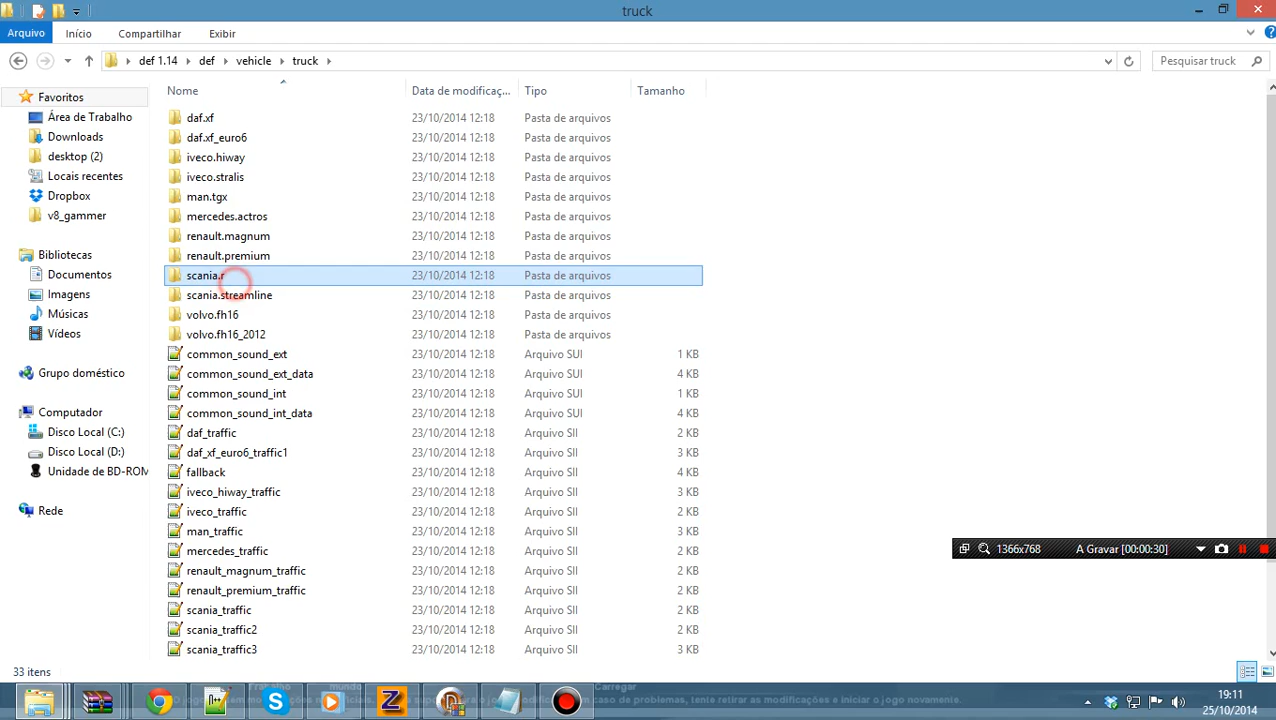 truck
Arquivo Início Compartilhar Exibir
def 1.14 def vehicle truck Pesquisar truck
Nome Data de modificaç... Tipo Tamanho
Favoritos
Área de Trabalho
Downloads
desktop (2)
Locais recentes
Dropbox
v8_gammer
Bibliotecas
Documentos
Imagens
Músicas
Vídeos
Grupo doméstico
Computador
Disco Local (C:)
Disco Local (D:)
Unidade de BD-ROM
Rede
daf.xf 23/10/2014 12:18 Pasta de arquivos
daf.xf_euro6 23/10/2014 12:18 Pasta de arquivos
iveco.hiway 23/10/2014 12:18 Pasta de arquivos
iveco.stralis 23/10/2014 12:18 Pasta de arquivos
man.tgx 23/10/2014 12:18 Pasta de arquivos
mercedes.actros 23/10/2014 12:18 Pasta de arquivos
renault.magnum 23/10/2014 12:18 Pasta de arquivos
renault.premium 23/10/2014 12:18 Pasta de arquivos
scania.r 23/10/2014 12:18 Pasta de arquivos
scania.streamline 23/10/2014 12:18 Pasta de arquivos
volvo.fh16 23/10/2014 12:18 Pasta de arquivos
volvo.fh16_2012 23/10/2014 12:18 Pasta de arquivos
common_sound_ext 23/10/2014 12:18 Arquivo SUI 1 KB
common_sound_ext_data 23/10/2014 12:18 Arquivo SUI 4 KB
common_sound_int 23/10/2014 12:18 Arquivo SUI 1 KB
common_sound_int_data 23/10/2014 12:18 Arquivo SUI 4 KB
daf_traffic 23/10/2014 12:18 Arquivo SII 2 KB
daf_xf_euro6_traffic1 23/10/2014 12:18 Arquivo SII 3 KB
fallback 23/10/2014 12:18 Arquivo SII 4 KB
iveco_hiway_traffic 23/10/2014 12:18 Arquivo SII 3 KB
iveco_traffic 23/10/2014 12:18 Arquivo SII 2 KB
man_traffic 23/10/2014 12:18 Arquivo SII 3 KB
mercedes_traffic 23/10/2014 12:18 Arquivo SII 2 KB
renault_magnum_traffic 23/10/2014 12:18 Arquivo SII 2 KB
renault_premium_traffic 23/10/2014 12:18 Arquivo SII 2 KB
scania_traffic 23/10/2014 12:18 Arquivo SII 2 KB
scania_traffic2 23/10/2014 12:18 Arquivo SII 2 KB
scania_traffic3 23/10/2014 12:18 Arquivo SII 3 KB
1366x768 A Gravar [00:00:30]
33 itens
Trabalho mundo Carregar
caso de problemas, tente retirar as modificações e iniciar o jogo novamente.
19:11
25/10/2014